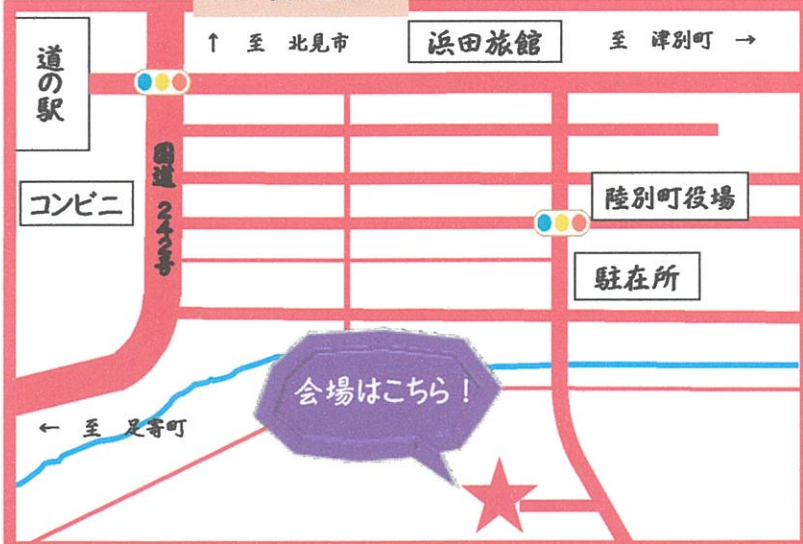 ↑ 至 北見市
浜田旅館
至 津別町 →
道の駅
国道 242号
コンビニ
陸別町役場
駐在所
会場はこちら！
← 至 足寄町